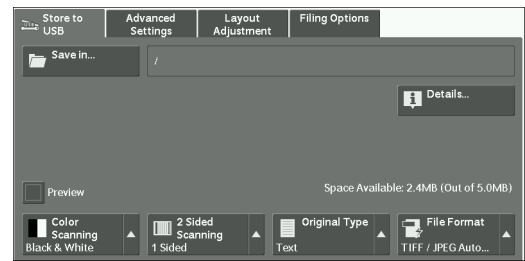 Store to
USB
Advanced
Settings
Layout
Adjustment
Filing Options
Save in...
/
Details...
Preview
Space Available: 2.4MB (Out of 5.0MB)
Color
Scanning
Black & White
2 Sided
Scanning
1 Sided
Original Type
Text
File Format
TIFF / JPEG Auto...